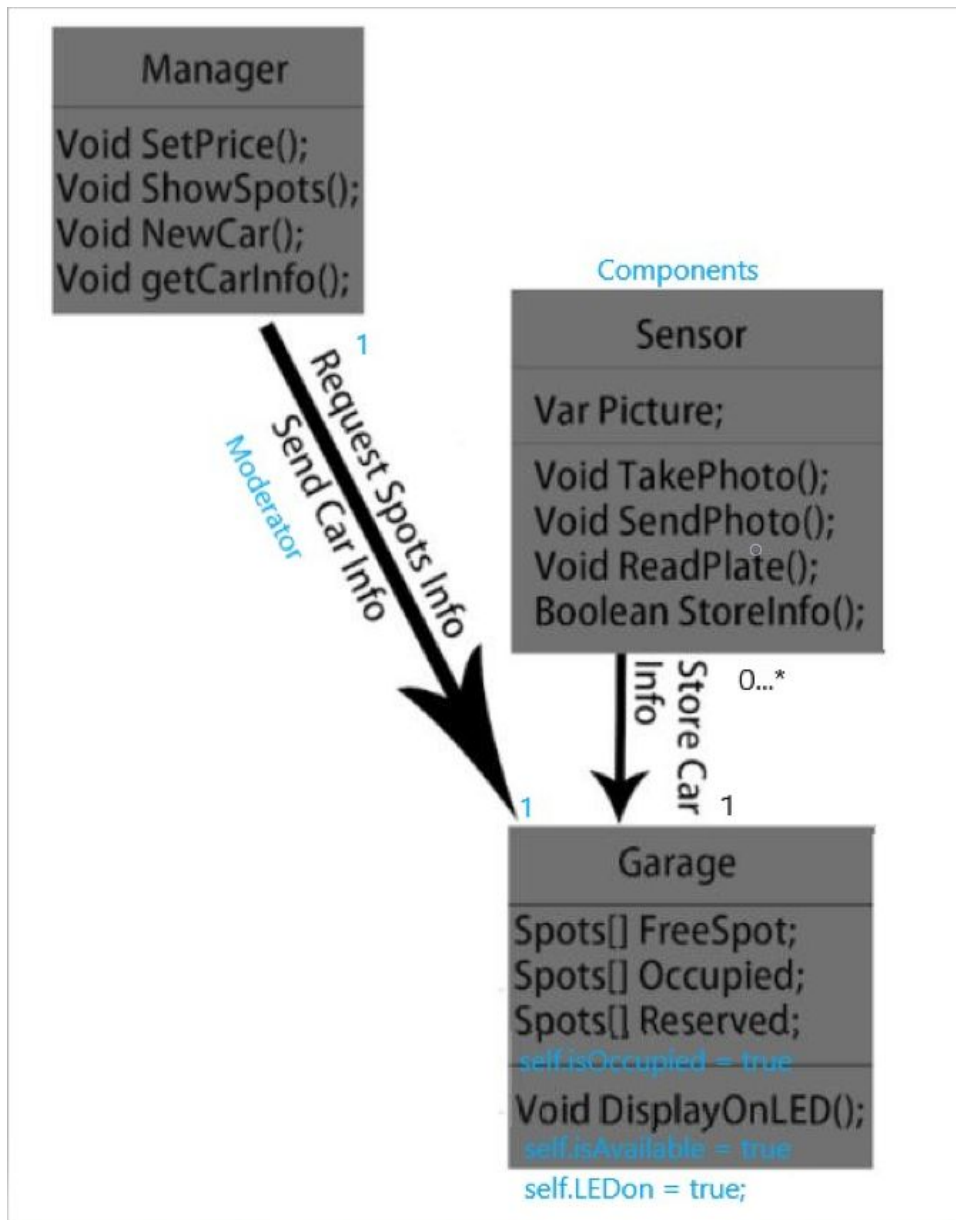 Manager
Void SetPrice();
Void ShowSpots();
Void NewCar();
Void getCarInfo();
1
Request Spots Info
Send Car Info
Moderator
1
Components
Sensor
Var Picture;
Void TakePhoto();
Void SendPhoto();
Void ReadPlate();
Boolean StoreInfo();
0...*
Store Car
Info
1
Garage
Spots[] FreeSpot;
Spots[] Occupied;
Spots[] Reserved;
self.isOccupied = true
Void DisplayOnLED();
self.isAvailable = true
self.LEDon = true;